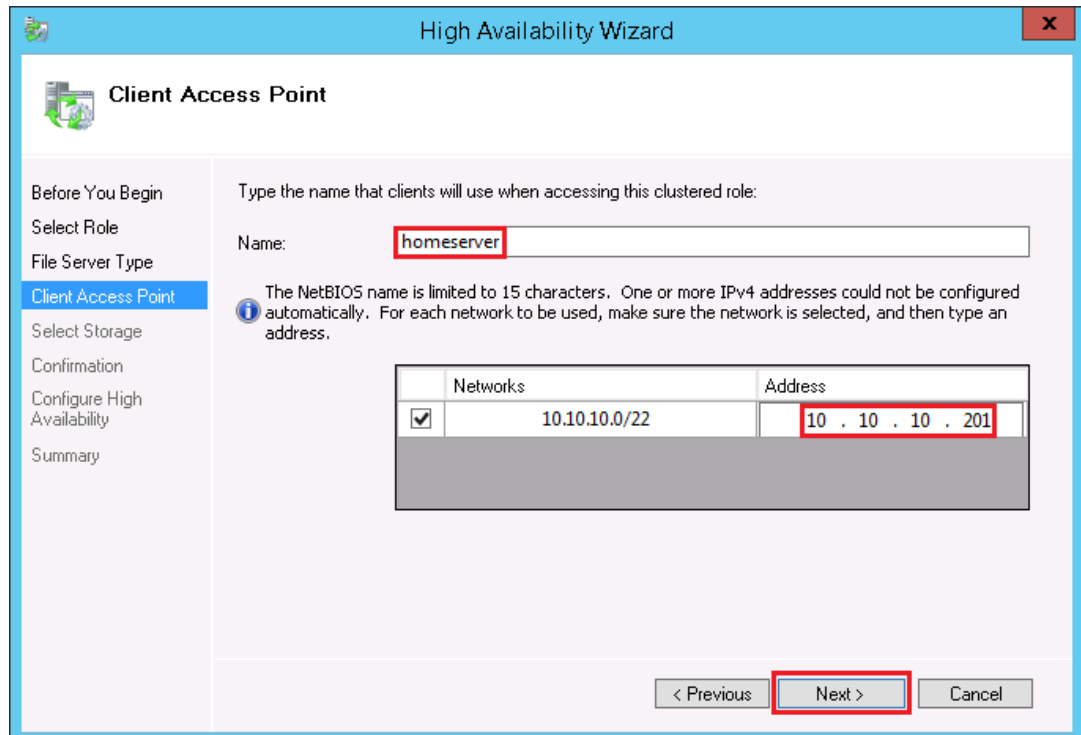 High Availability Wizard
x
Client Access Point
Before You Begin
Select Role
File Server Type
Client Access Point
Select Storage
Confirmation
Configure High
Availability
Summary
Type the name that clients will use when accessing this clustered role:
Name: homeserver
The NetBIOS name is limited to 15 characters. One or more IPv4 addresses could not be configured
automatically. For each network to be used, make sure the network is selected, and then type an
address.
Networks Address
10.10.10.0/22 10 . 10 . 10 . 201
< Previous Next > Cancel